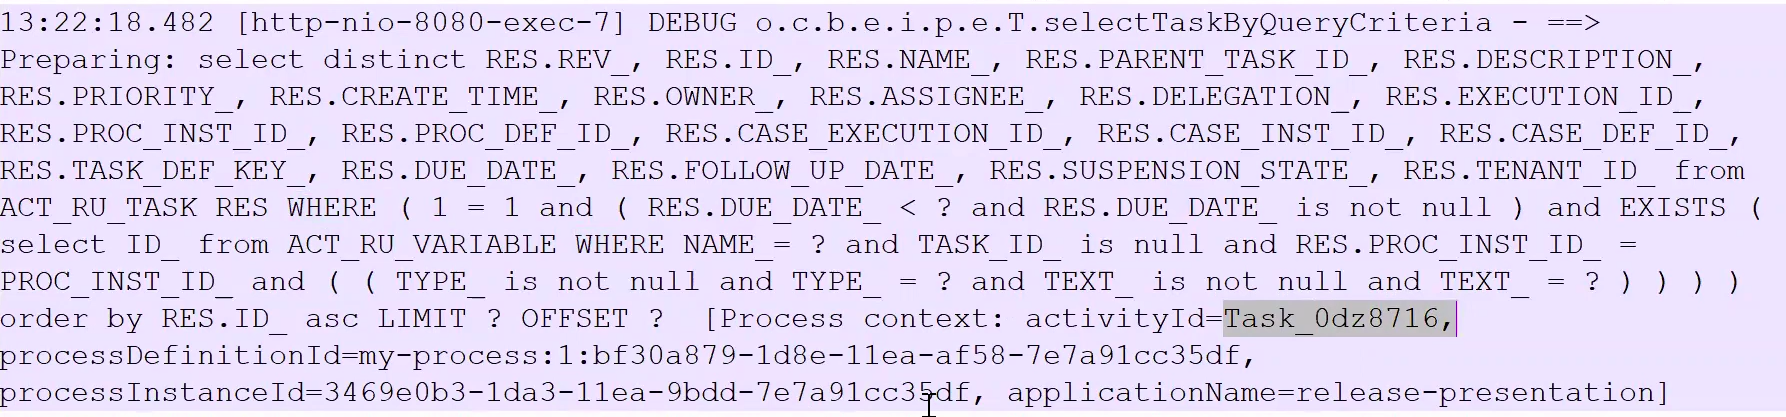 13:22:18.482 [http-nio-8080-exec-7] DEBUG o.c.b.e.i.p.e.T.selectTaskByQueryCriteria - ==>
Preparing: select distinct RES.REV_, RES.ID_, RES.NAME_, RES.PARENT_TASK_ID_, RES.DESCRIPTION_,
RES.PRIORITY_, RES.CREATE_TIME_, RES.OWNER_, RES.ASSIGNEE_, RES.DELEGATION_, RES.EXECUTION_ID_,
RES.PROC_INST_ID_, RES.PROC_DEF_ID_, RES.CASE_EXECUTION_ID_, RES.CASE_INST_ID_, RES.CASE_DEF_ID_,
RES.TASK_DEF_KEY_, RES.DUE_DATE_, RES.FOLLOW_UP_DATE_, RES.SUSPENSION_STATE_, RES.TENANT_ID_ from
ACT_RU_TASK RES WHERE ( 1 = 1 and ( RES.DUE_DATE_ < ? and RES.DUE_DATE_ is not null ) and EXISTS (
select ID_ from ACT_RU_VARIABLE WHERE NAME_= ? and TASK_ID_ is null and RES.PROC_INST_ID_ =
PROC_INST_ID_ and ( ( TYPE_ is not null and TYPE_ = ? and TEXT_ is not null and TEXT_ = ? ) ) ) )
order by RES.ID_ asc LIMIT ? OFFSET ? [Process context: activityId=Task_0dz8716,
processDefinitionId=my-process:1:bf30a879-1d8e-11ea-af58-7e7a91cc35df,
processInstanceId=3469e0b3-1da3-11ea-9bdd-7e7a91cc35df, applicationName=release-presentation]